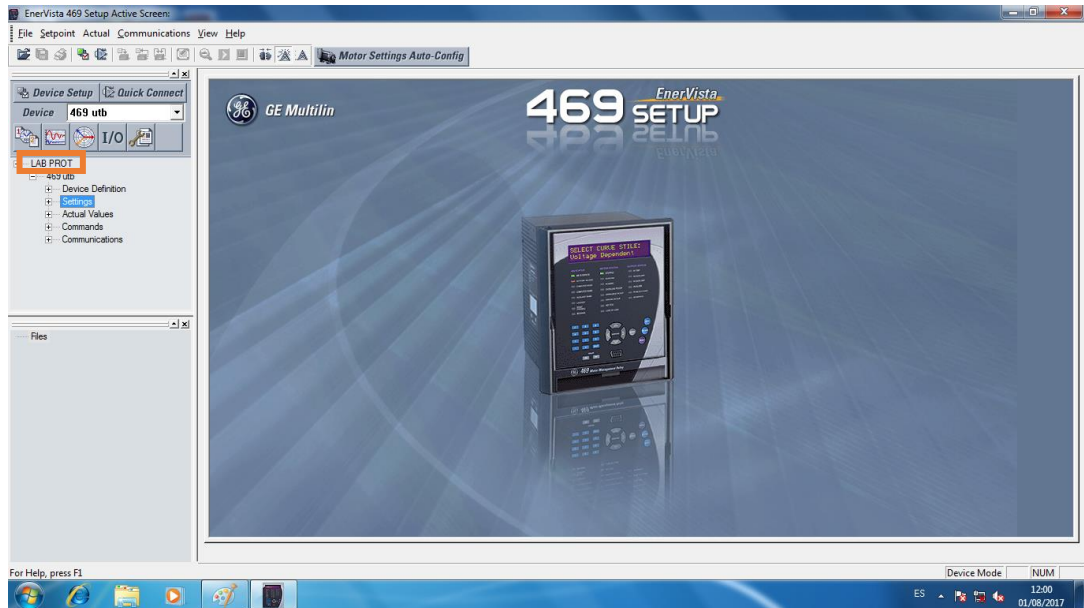 EnerVista 469 Setup Active Screen:
File Setpoint Actual Communications View Help
Motor Settings Auto-Config
Device Setup Quick Connect
Device 469 utb
I/O
LAB PROT
469 utb
Device Definition
Settings
Actual Values
Commands
Communications
Files
GE Multilin
EnerVista
469 SETUP
SELECT CURVE STILE:
Voltage Dependent
469 Motor Management Relay
For Help, press F1
Device Mode NUM
ES 12:00
01/08/2017